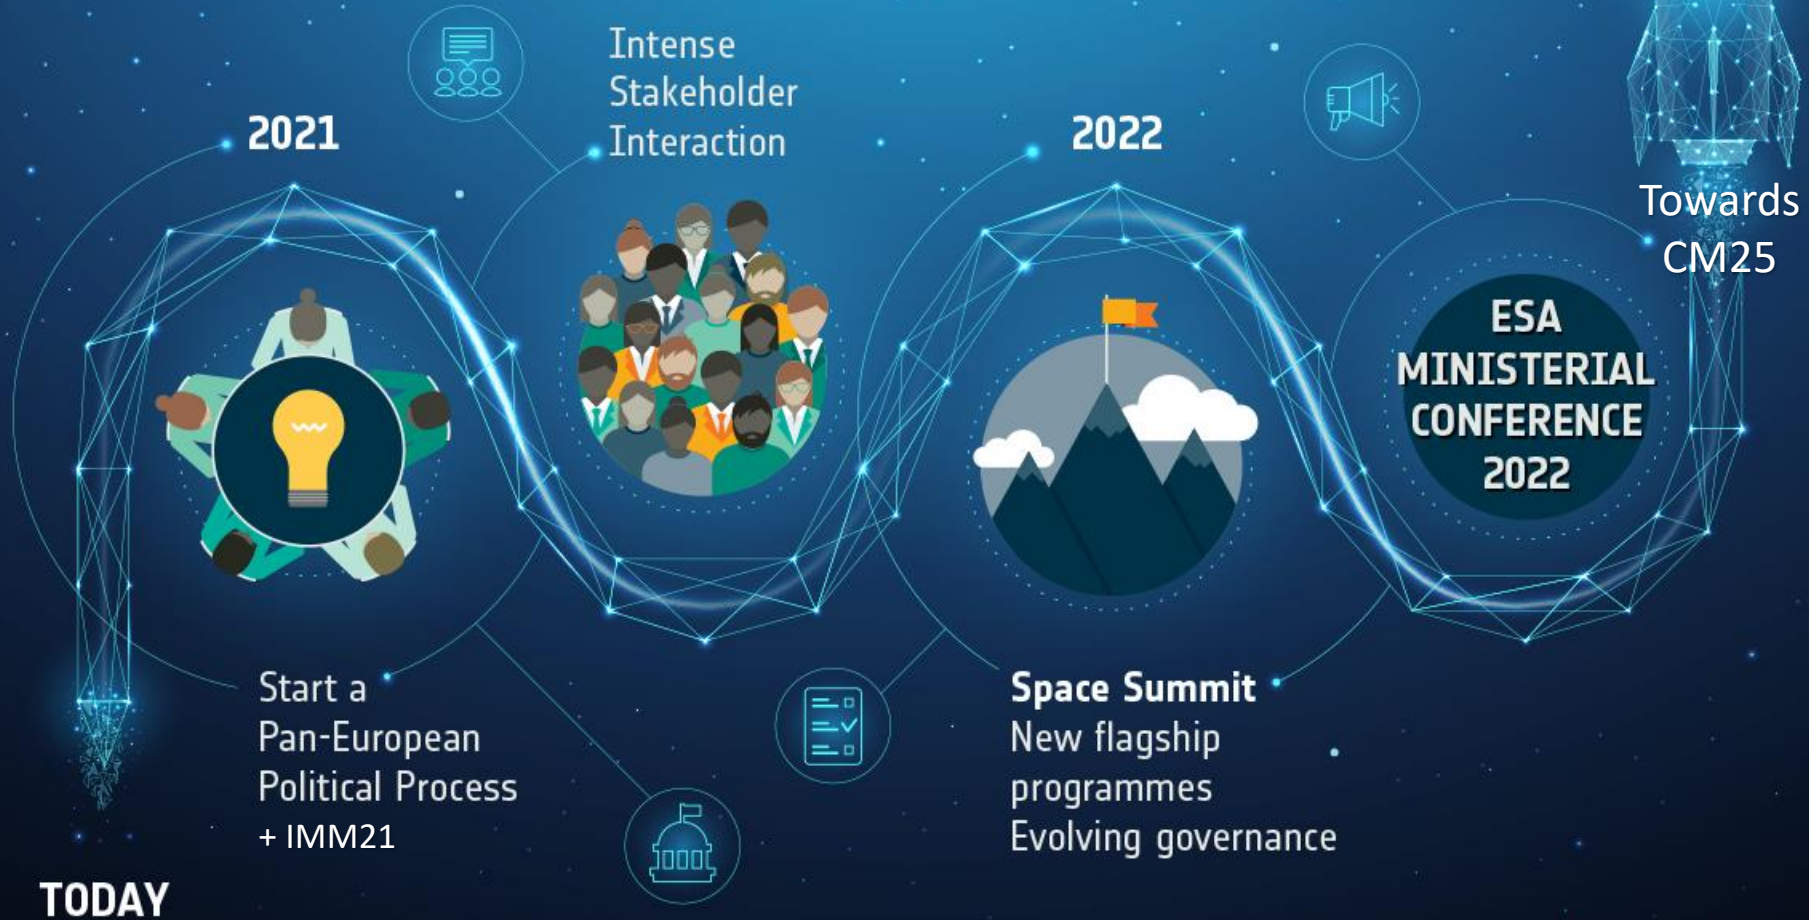 2021
Intense
Stakeholder
Interaction
2022
Towards
CM25
ESA
MINISTERIAL
CONFERENCE
2022
Start a
Pan-European
Political Process
+ IMM21
Space Summit
New flagship
programmes
Evolving governance
TODAY